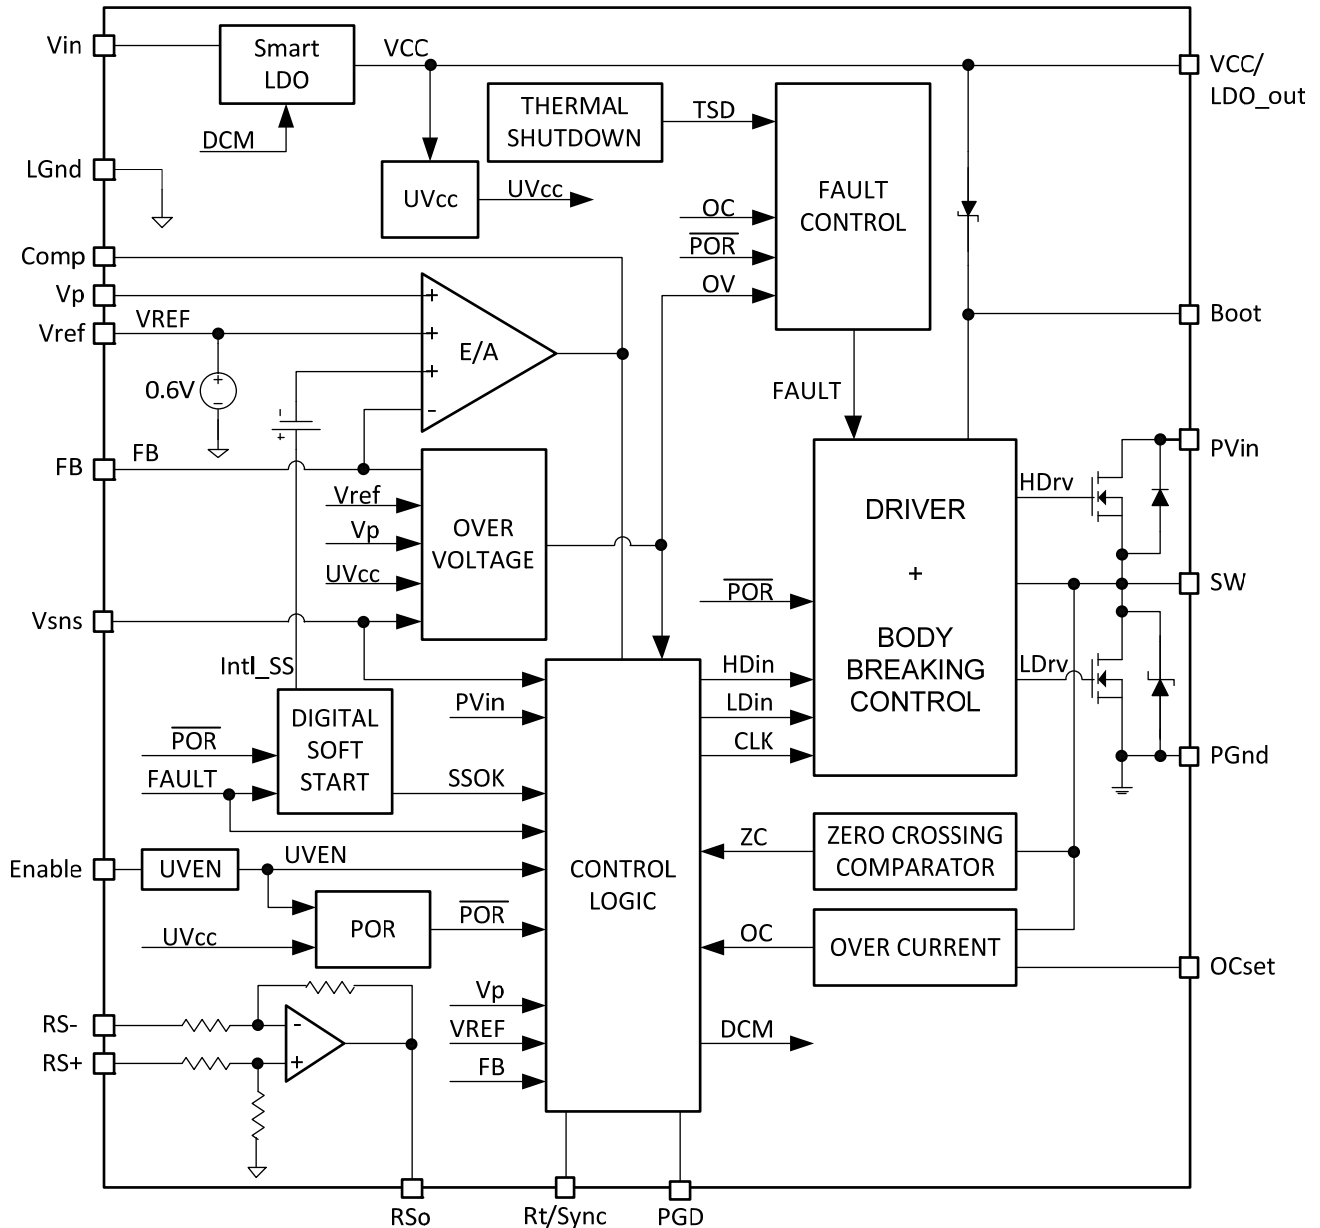 Vin
Smart
LDO
VCC
VCC/
LDO_out
DCM
THERMAL
SHUTDOWN
TSD
LGnd
UVcc
UVcc
FAULT
CONTROL
OC
POR
OV
Comp
Vp
Vref
VREF
+
+
+
-
E/A
0.6V
+
-
-
+
Boot
FAULT
FB
FB
PVin
Vref
Vp
UVcc
OVER
VOLTAGE
DRIVER
+
BODY
BREAKING
CONTROL
HDrv
SW
POR
Vsns
Intl_SS
HDin
LDin
CLK
LDrv
PVin
DIGITAL
SOFT
START
POR
FAULT
SSOK
PGnd
ZC
ZERO CROSSING
COMPARATOR
Enable
UVEN
UVEN
CONTROL
LOGIC
POR
POR
UVcc
OC
OVER CURRENT
OCset
Vp
VREF
FB
DCM
RS-
RS+
-
+
RSo
Rt/Sync
PGD